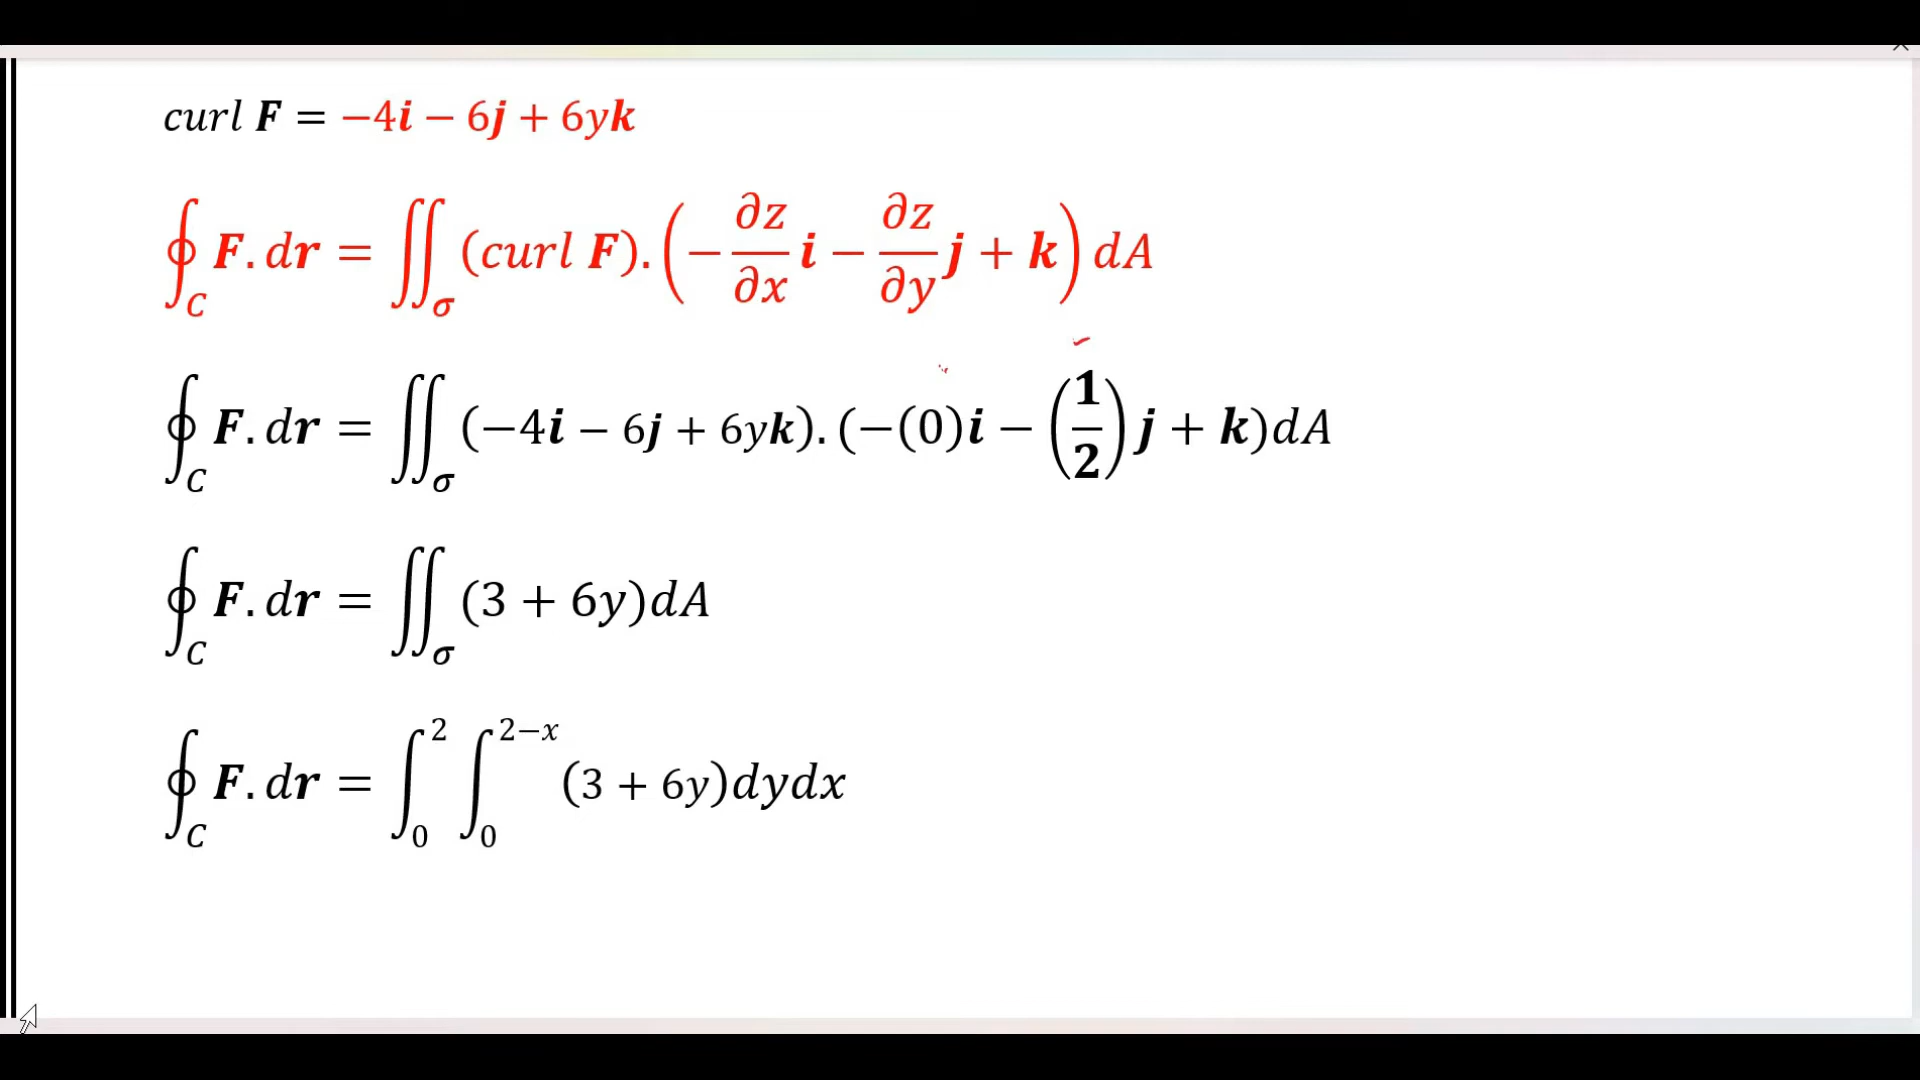 curl F = −4i − 6j + 6yk
∮_C F. dr = ∬_σ (curl F). (−∂z/∂x i − ∂z/∂y j + k) dA
∮_C F. dr = ∬_σ (−4i − 6j + 6yk). (−(0)i − (1/2) j + k)dA
∮_C F. dr = ∬_σ (3 + 6y)dA
∮_C F. dr = ∫_0^2 ∫_0^{2−x} (3 + 6y)dydx